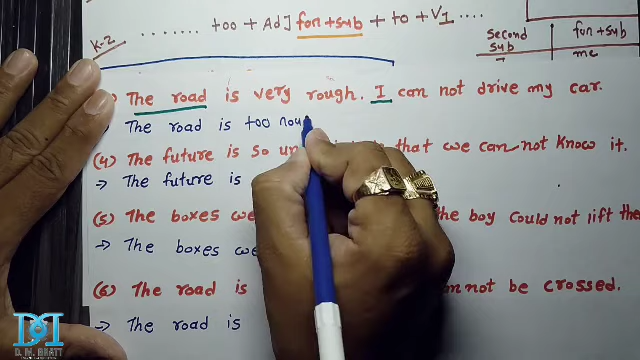 K-2 ....... too + Adj for + sub + to + V1 ....
second sub | for + sub
I | me
The road is very rough. I can not drive my car.
→ The road is too rou
(4) The future is so un that we can not know it.
→ The future is
(5) The boxes we the boy could not lift the
→ The boxes we
(6) The road is not be crossed.
→ The road is
D. M. BHATT